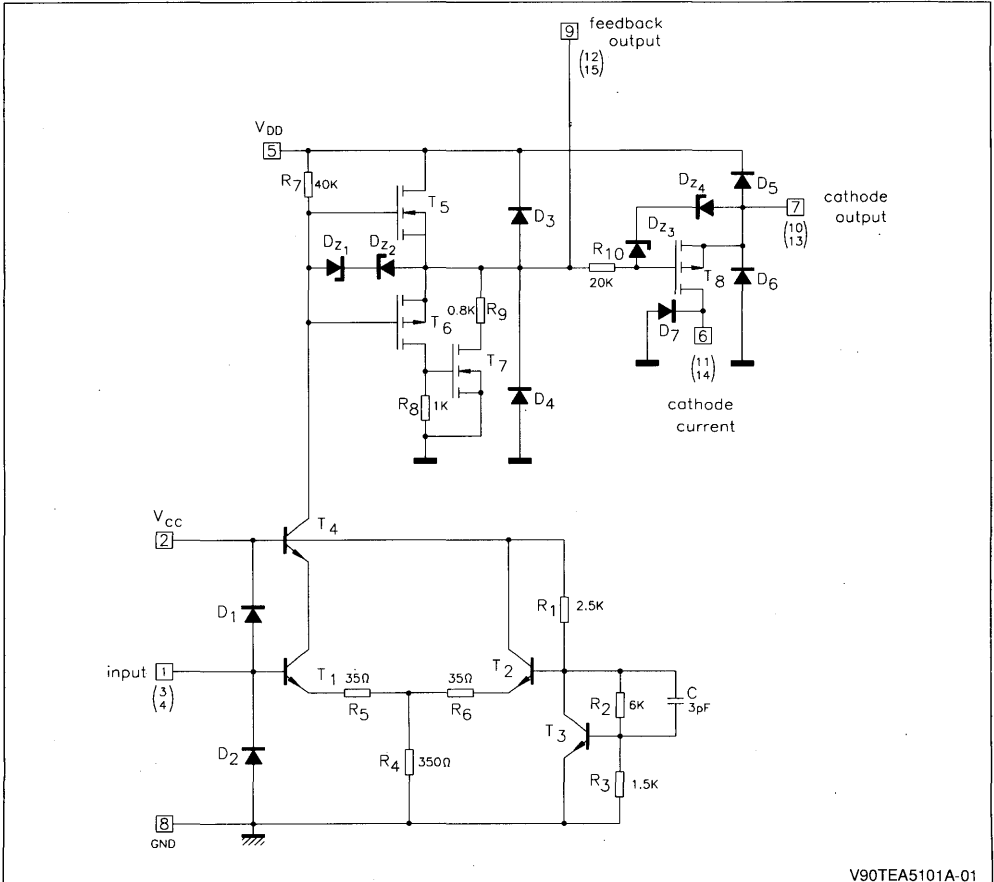 9 feedback output
(12 15)
VDD
5
R7 40K
T5
Dz1 Dz2
D3
Dz4
D5
7 cathode output
(10 13)
Dz3
R10
20K
T8
D6
T6
0.8K R9
T7
D7
6
(11 14)
cathode current
R8 1K
D4
VCC
2
T4
D1
R1 2.5K
input 1
(3 4)
T1
35Ω
R5
35Ω
R6
T2
R2 6K
C 3pF
T3
D2
R4 350Ω
R3 1.5K
8
GND
V90TEA5101A-01